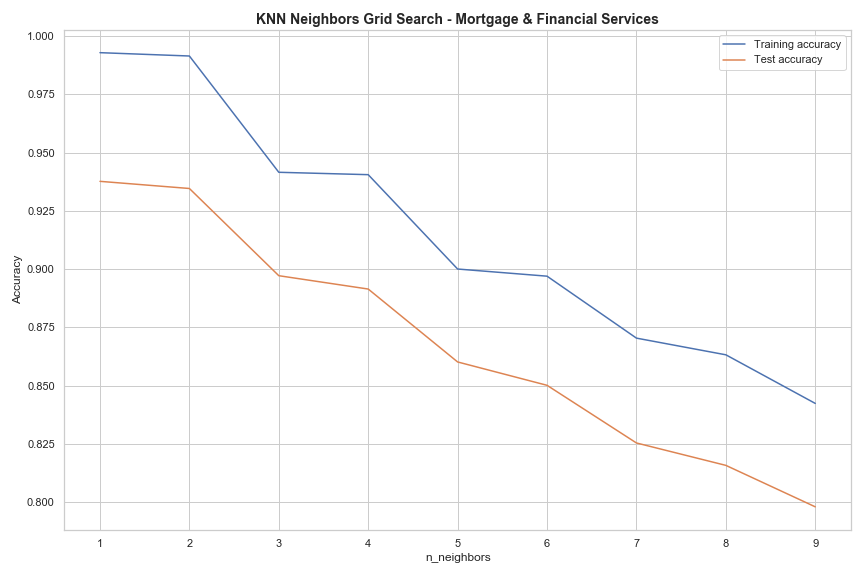 KNN Neighbors Grid Search - Mortgage & Financial Services
Training accuracy
Test accuracy
Accuracy
1.000
0.975
0.950
0.925
0.900
0.875
0.850
0.825
0.800
1 2 3 4 5 6 7 8 9
n_neighbors